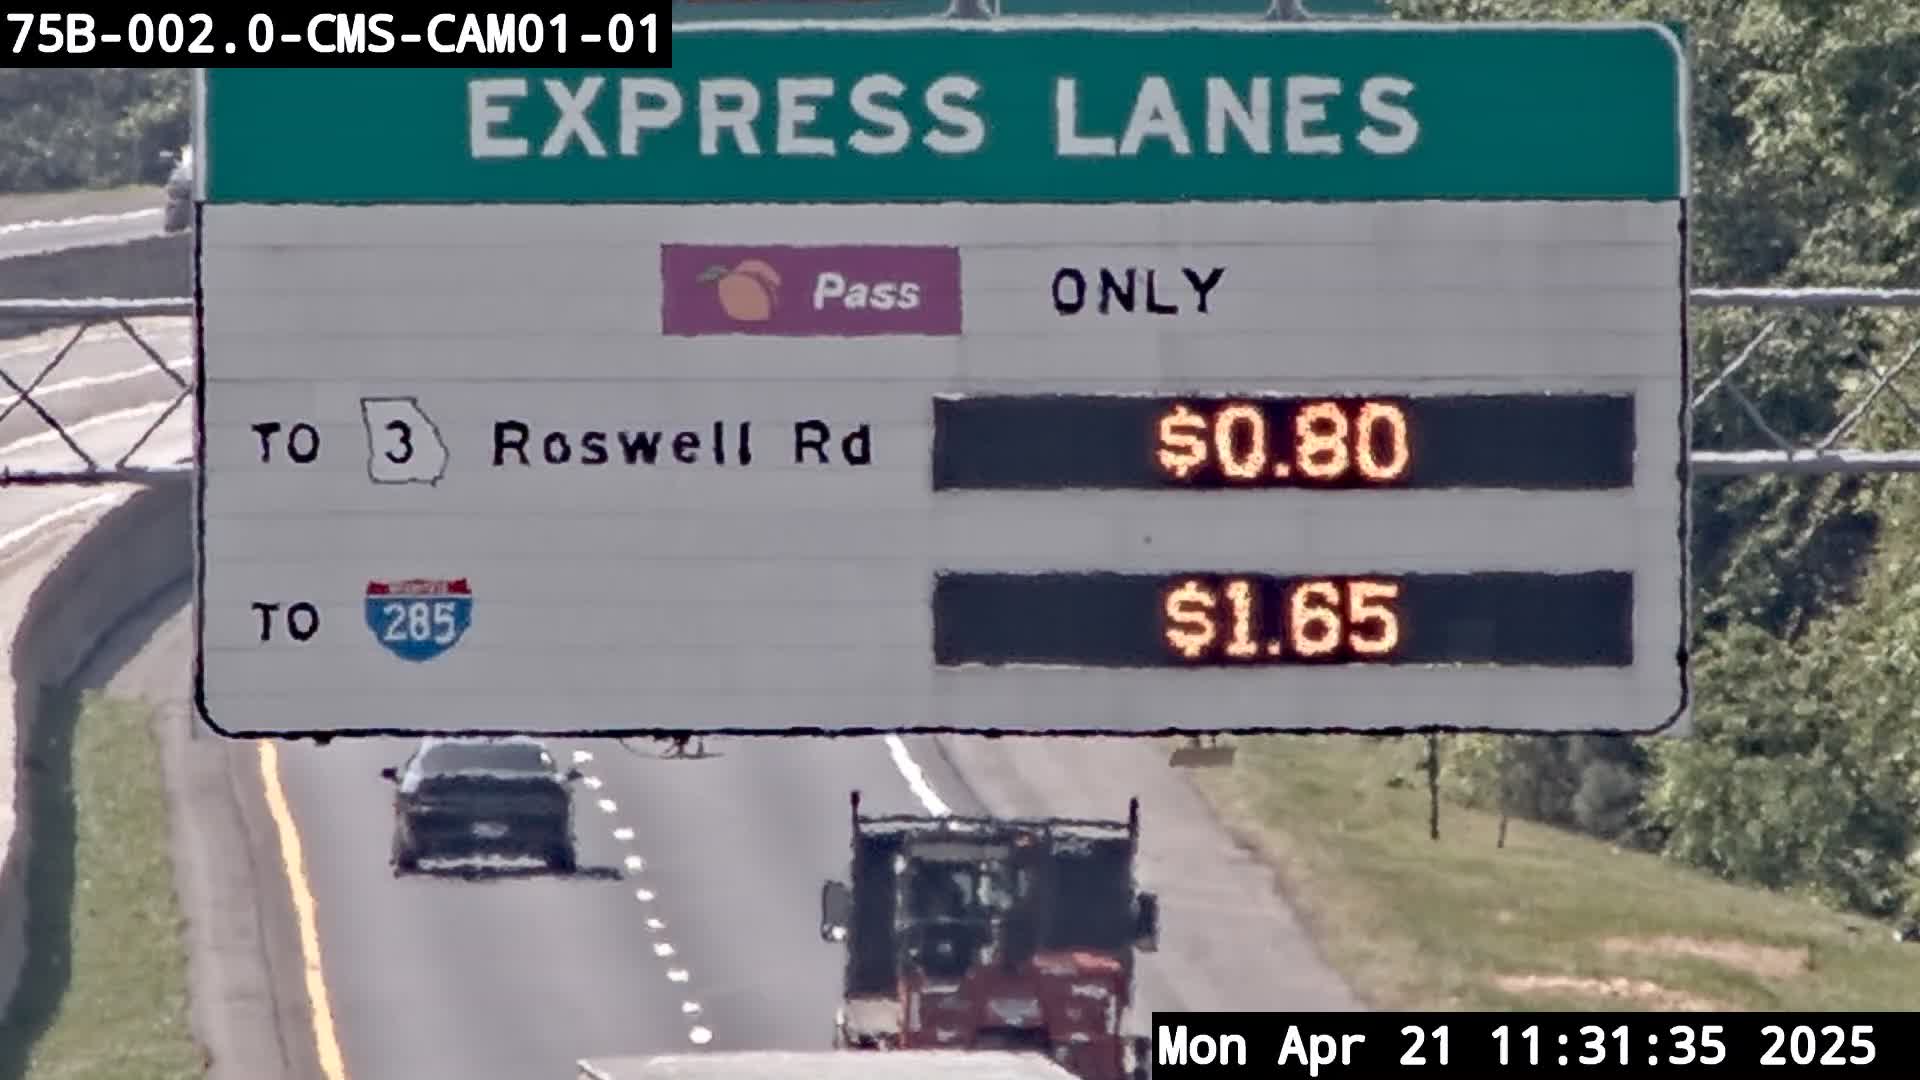 75B-002.0-CMS-CAM01-01
EXPRESS LANES
Pass ONLY
TO 3 Roswell Rd $0.80
TO 285 $1.65
Mon Apr 21 11:31:35 2025